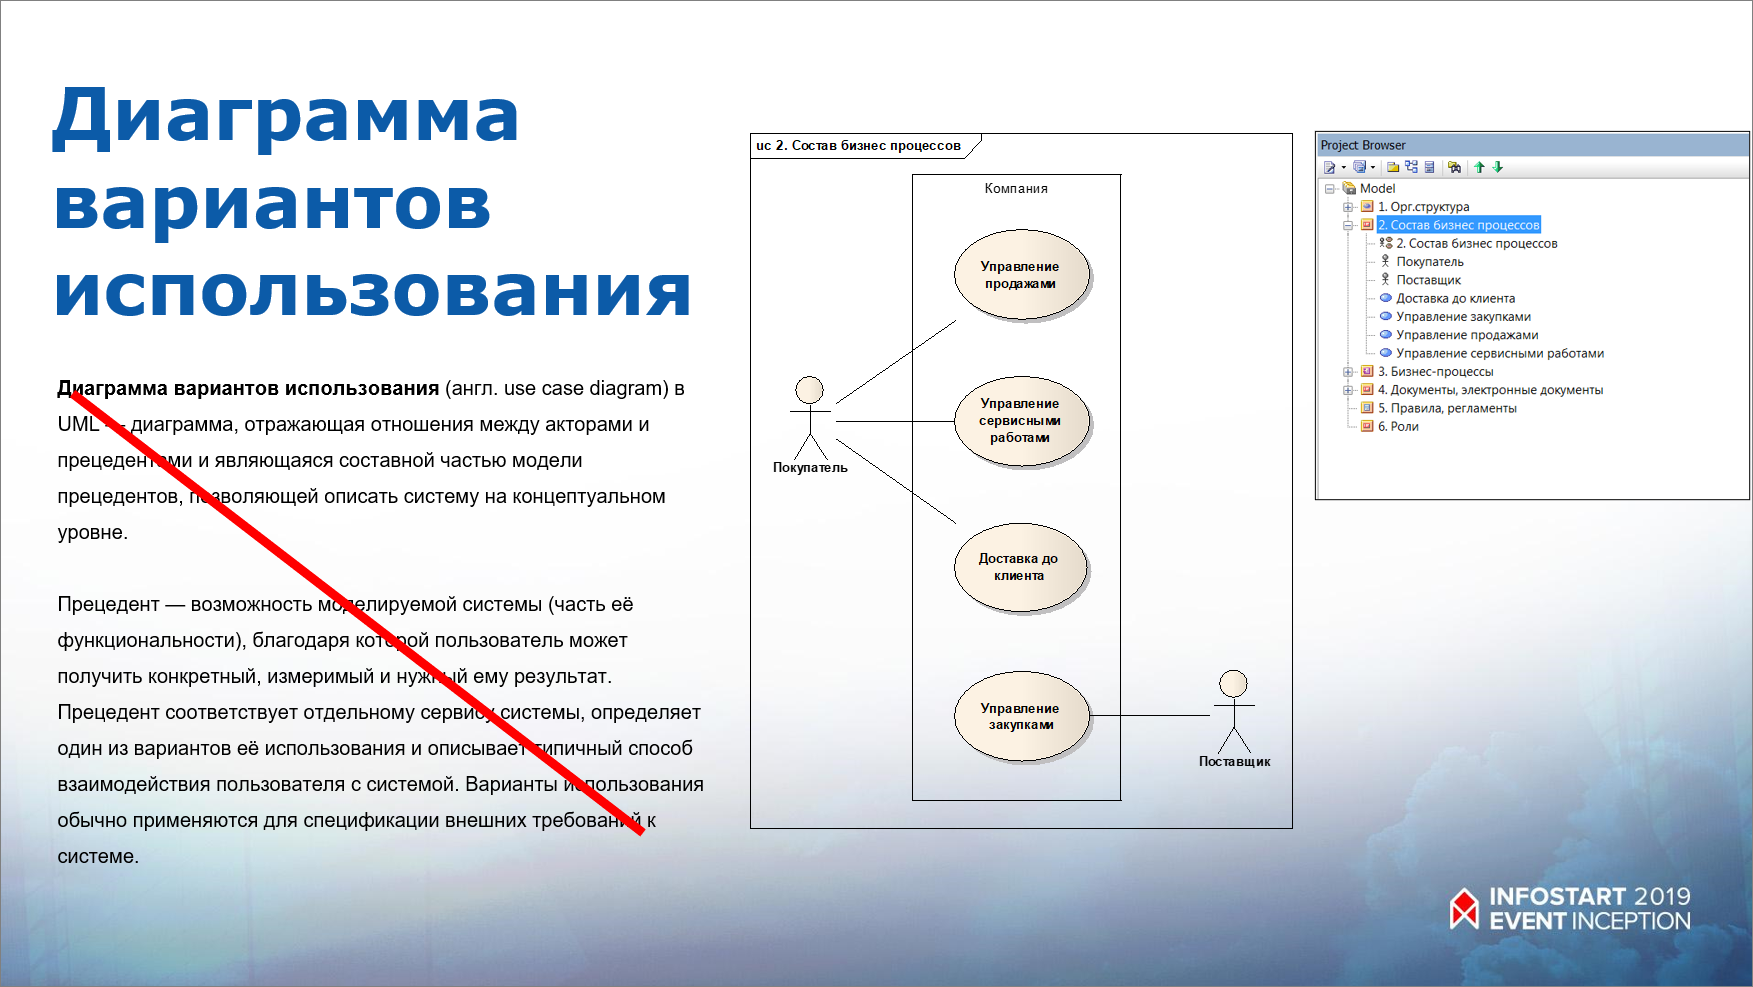 Диаграмма
вариантов
использования
Диаграмма вариантов использования (англ. use case diagram) в
UML — диаграмма, отражающая отношения между акторами и
прецедентами и являющаяся составной частью модели
прецедентов, позволяющей описать систему на концептуальном
уровне.
Прецедент — возможность моделируемой системы (часть её
функциональности), благодаря которой пользователь может
получить конкретный, измеримый и нужный ему результат.
Прецедент соответствует отдельному сервису системы, определяет
один из вариантов её использования и описывает типичный способ
взаимодействия пользователя с системой. Варианты использования
обычно применяются для спецификации внешних требований к
системе.
uc 2. Состав бизнес процессов
Компания
Управление
продажами
Управление
сервисными
работами
Покупатель
Доставка до
клиента
Управление
закупками
Поставщик
Project Browser
Model
1. Орг.структура
2. Состав бизнес процессов
2. Состав бизнес процессов
Покупатель
Поставщик
Доставка до клиента
Управление закупками
Управление продажами
Управление сервисными работами
3. Бизнес-процессы
4. Документы, электронные документы
5. Правила, регламенты
6. Роли
INFOSTART 2019
EVENT INCEPTION